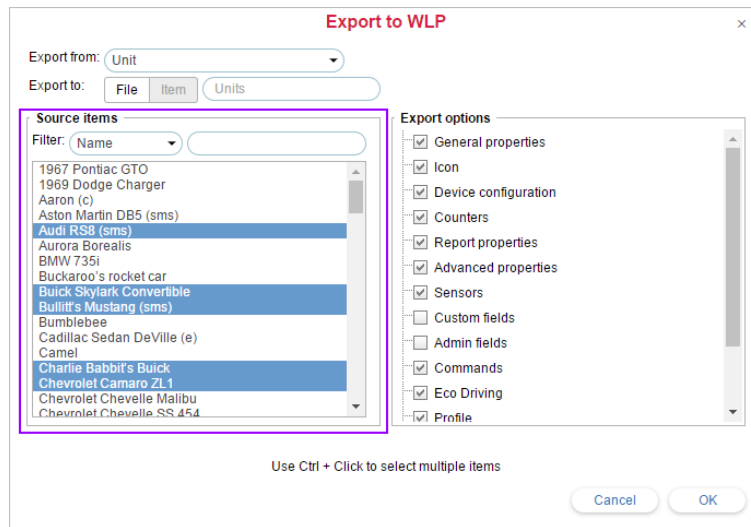 Export to WLP
×
Export from: Unit
Export to: File Item Units
Source items
Filter: Name
1967 Pontiac GTO
1969 Dodge Charger
Aaron (c)
Aston Martin DB5 (sms)
Audi RS8 (sms)
Aurora Borealis
BMW 735i
Buckaroo's rocket car
Buick Skylark Convertible
Bullitt's Mustang (sms)
Bumblebee
Cadillac Sedan DeVille (e)
Camel
Charlie Babbit's Buick
Chevrolet Camaro ZL1
Chevrolet Chevelle Malibu
Chevrolet Chevelle SS 454
Export options
General properties
Icon
Device configuration
Counters
Report properties
Advanced properties
Sensors
Custom fields
Admin fields
Commands
Eco Driving
Profile
Use Ctrl + Click to select multiple items
Cancel OK